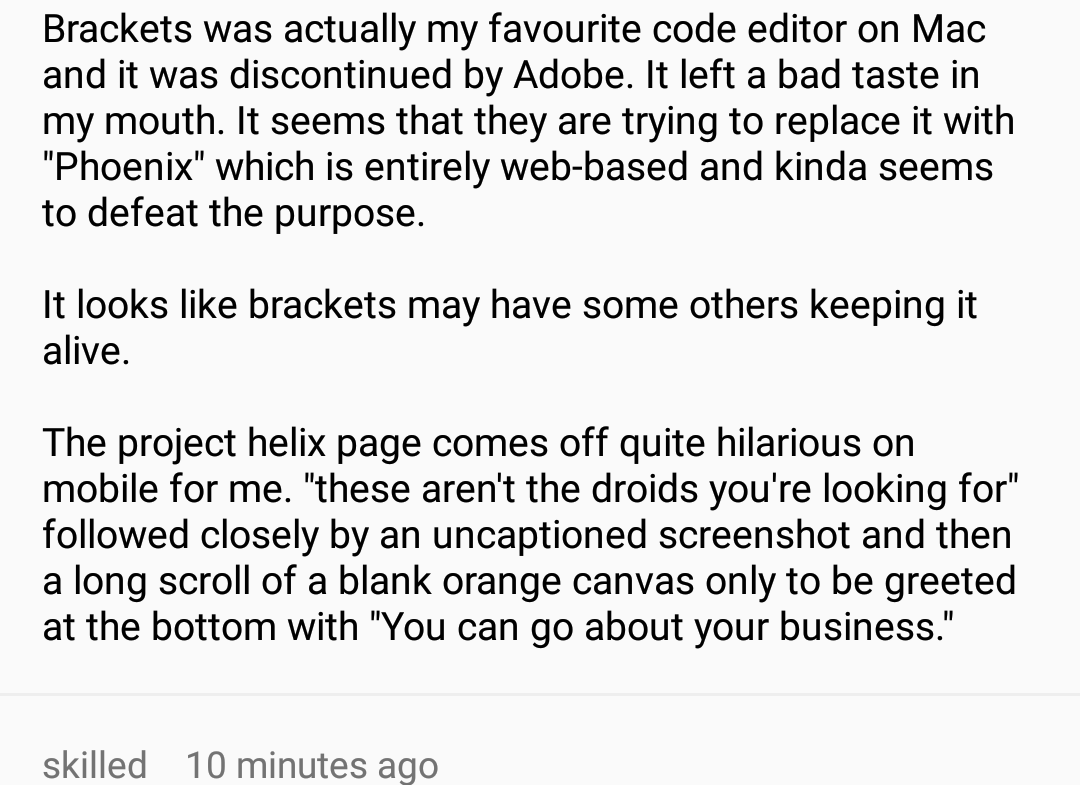 Brackets was actually my favourite code editor on Mac
and it was discontinued by Adobe. It left a bad taste in
my mouth. It seems that they are trying to replace it with
"Phoenix" which is entirely web-based and kinda seems
to defeat the purpose.
It looks like brackets may have some others keeping it
alive.
The project helix page comes off quite hilarious on
mobile for me. "these aren't the droids you're looking for"
followed closely by an uncaptioned screenshot and then
a long scroll of a blank orange canvas only to be greeted
at the bottom with "You can go about your business."
skilled 10 minutes ago